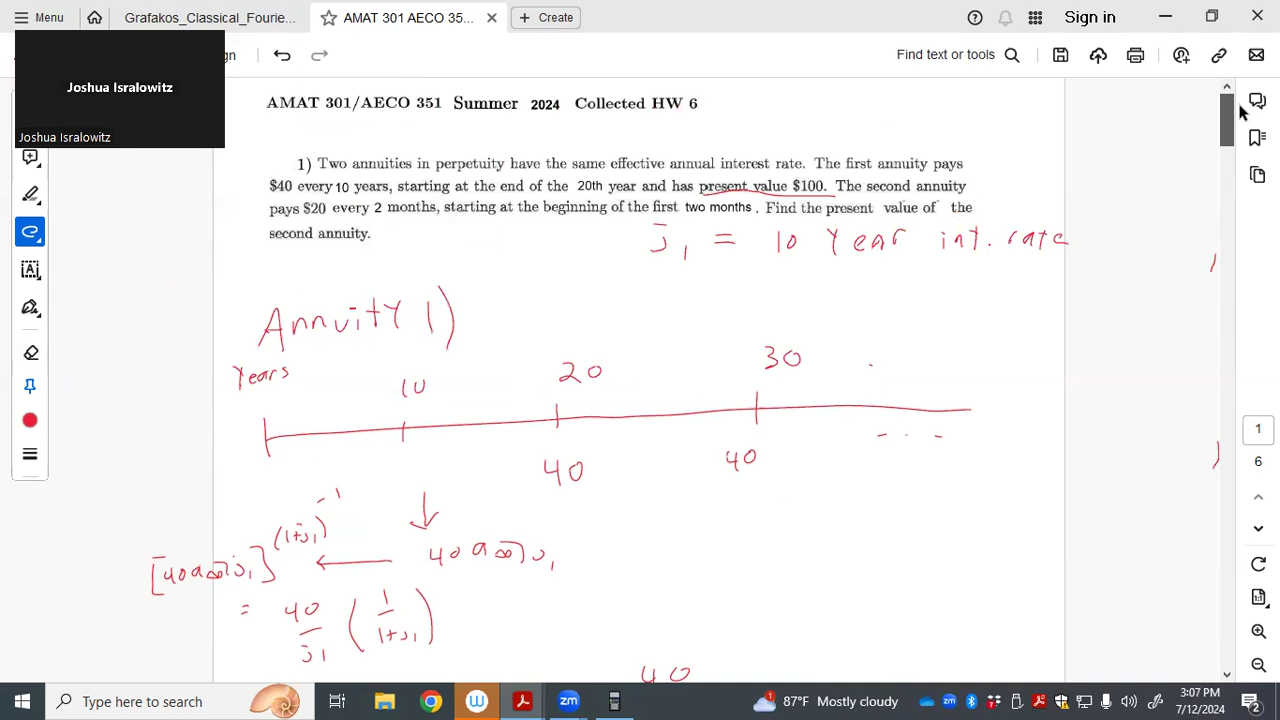 Menu
Grafakos_Classical_Fourie...
AMAT 301 AECO 35...
Create
Sign in
Find text or tools
Joshua Isralowitz
Joshua Isralowitz
AMAT 301/AECO 351 Summer 2024 Collected HW 6
1) Two annuities in perpetuity have the same effective annual interest rate. The first annuity pays
$40 every 10 years, starting at the end of the 20th year and has present value $100. The second annuity
pays $20 every 2 months, starting at the beginning of the first two months. Find the present value of the
second annuity.
j₁ = 10 Year int. rate
Annuity 1)
Years
10 20 30
40 40 - - -
[40a∞⌉j₁](1+j₁)⁻¹ ← 40a∞⌉j₁
= 40/j₁ (1/(1+j₁))
40
1
6
Type here to search
87°F Mostly cloudy
3:07 PM
7/12/2024
2